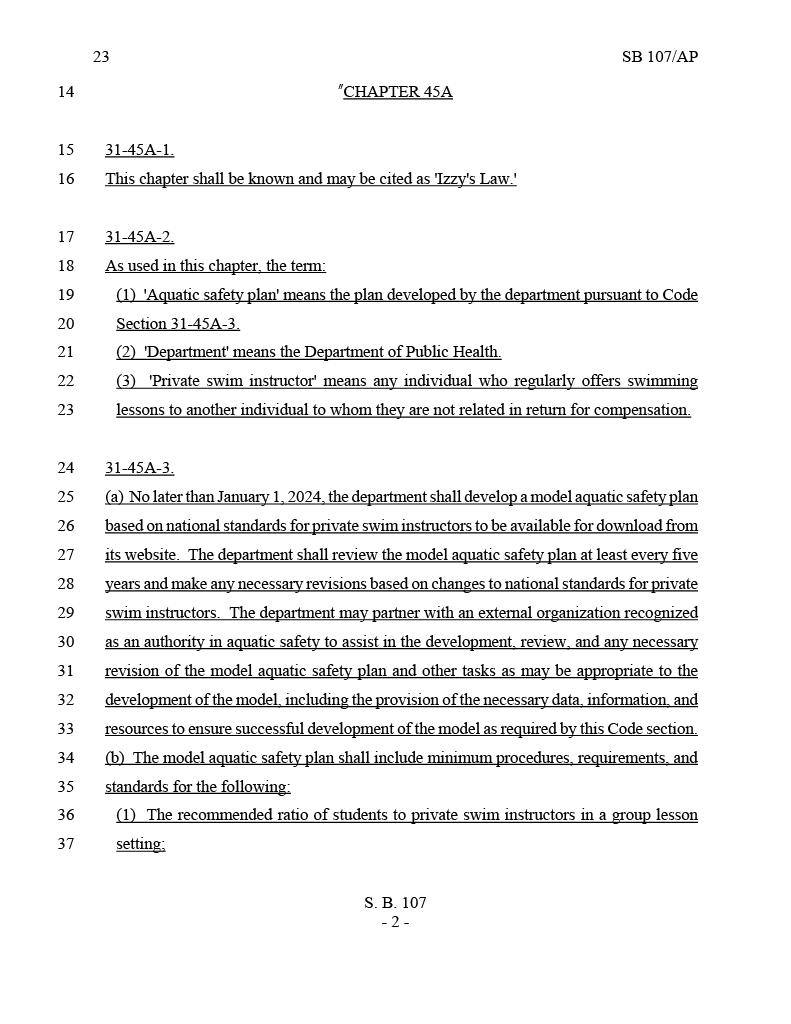 23 SB 107/AP
14 "CHAPTER 45A
15 31-45A-1.
16 This chapter shall be known and may be cited as 'Izzy's Law.'
17 31-45A-2.
18 As used in this chapter, the term:
19 (1) 'Aquatic safety plan' means the plan developed by the department pursuant to Code
20 Section 31-45A-3.
21 (2) 'Department' means the Department of Public Health.
22 (3) 'Private swim instructor' means any individual who regularly offers swimming
23 lessons to another individual to whom they are not related in return for compensation.
24 31-45A-3.
25 (a) No later than January 1, 2024, the department shall develop a model aquatic safety plan
26 based on national standards for private swim instructors to be available for download from
27 its website. The department shall review the model aquatic safety plan at least every five
28 years and make any necessary revisions based on changes to national standards for private
29 swim instructors. The department may partner with an external organization recognized
30 as an authority in aquatic safety to assist in the development, review, and any necessary
31 revision of the model aquatic safety plan and other tasks as may be appropriate to the
32 development of the model, including the provision of the necessary data, information, and
33 resources to ensure successful development of the model as required by this Code section.
34 (b) The model aquatic safety plan shall include minimum procedures, requirements, and
35 standards for the following:
36 (1) The recommended ratio of students to private swim instructors in a group lesson
37 setting;
S. B. 107
- 2 -